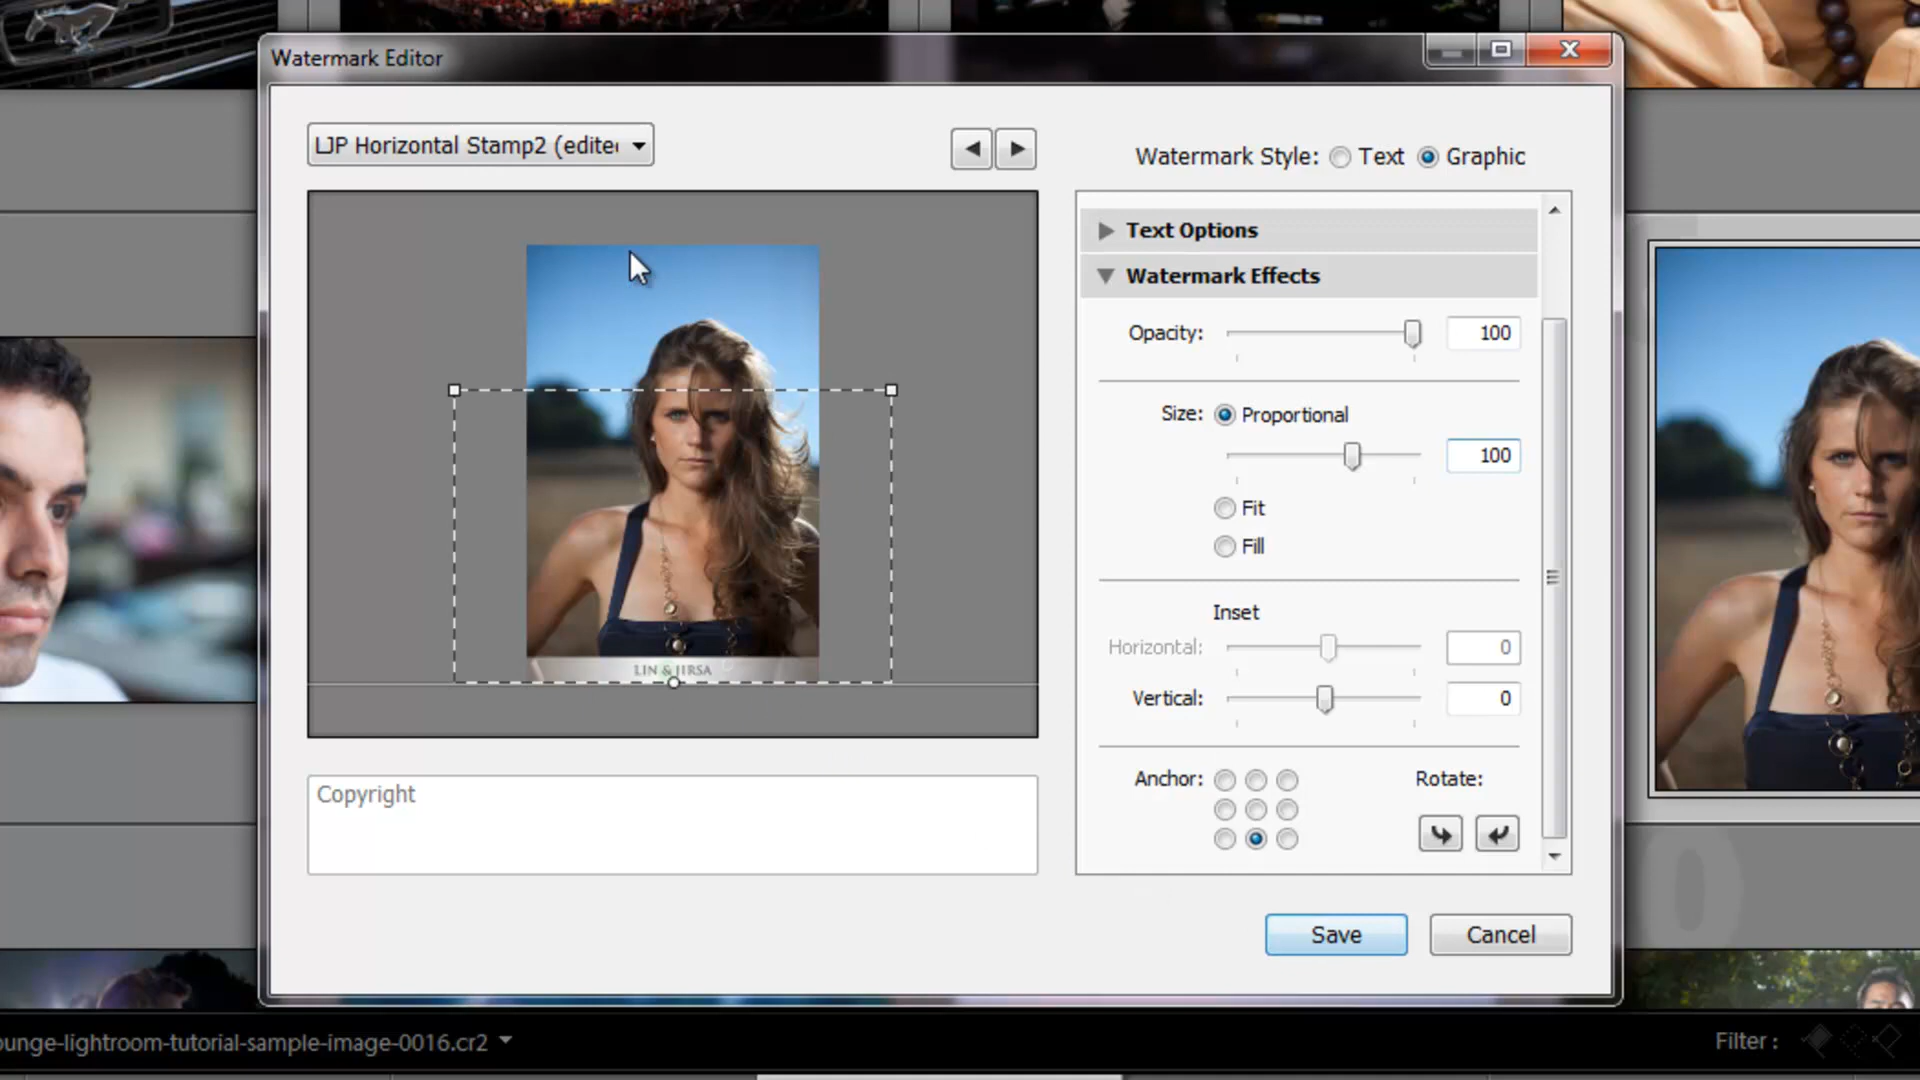 Watermark Editor
LJP Horizontal Stamp2 (edite
Watermark Style: Text Graphic
Text Options
Watermark Effects
Opacity: 100
Size: Proportional
100
Fit
Fill
Inset
Horizontal: 0
Vertical: 0
Anchor: Rotate:
LIN & JIRSA
Copyright
Save Cancel
ounge-lightroom-tutorial-sample-image-0016.cr2
Filter :